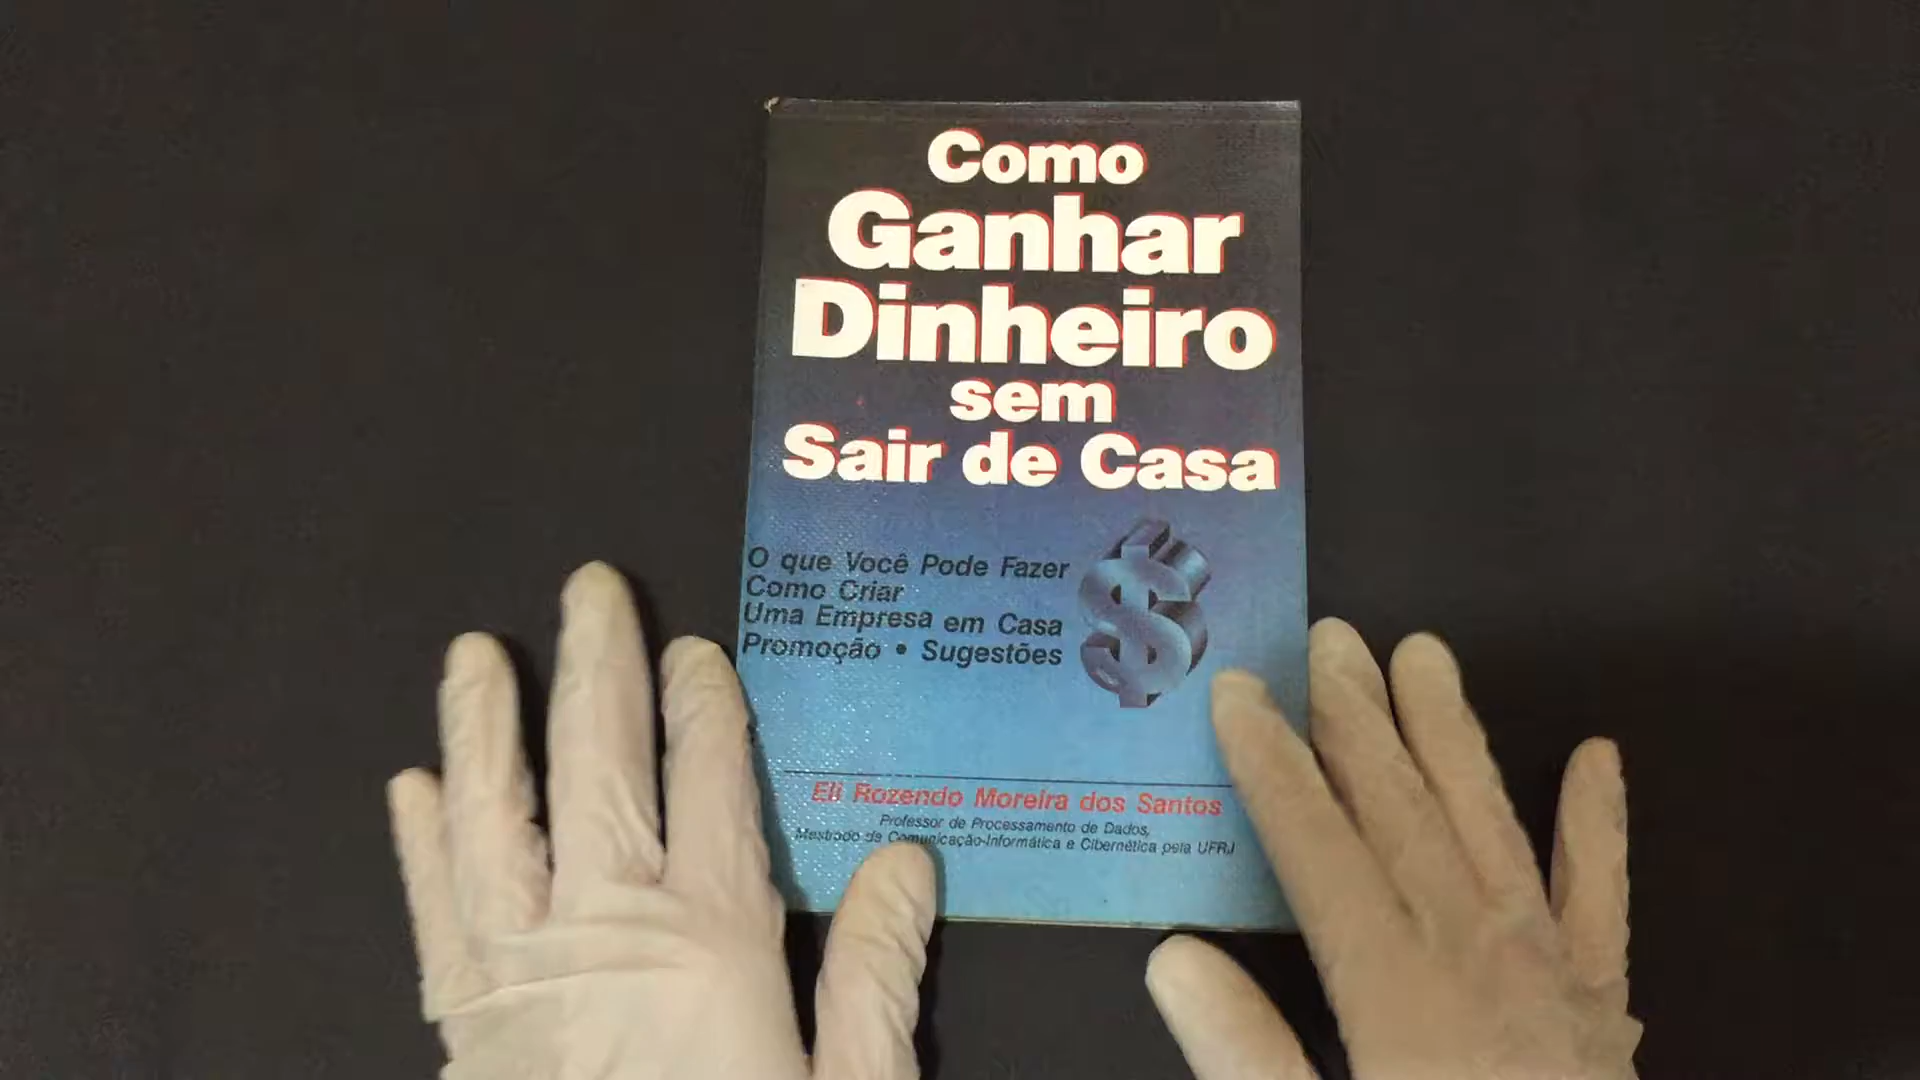 Como
Ganhar
Dinheiro
sem
Sair de Casa
O que Você Pode Fazer
Como Criar
Uma Empresa em Casa
Promoção • Sugestões
$
Eli Rozendo Moreira dos Santos
Professor de Processamento de Dados,
Mestrado de Comunicação-Informática e Cibernética pela UFRJ